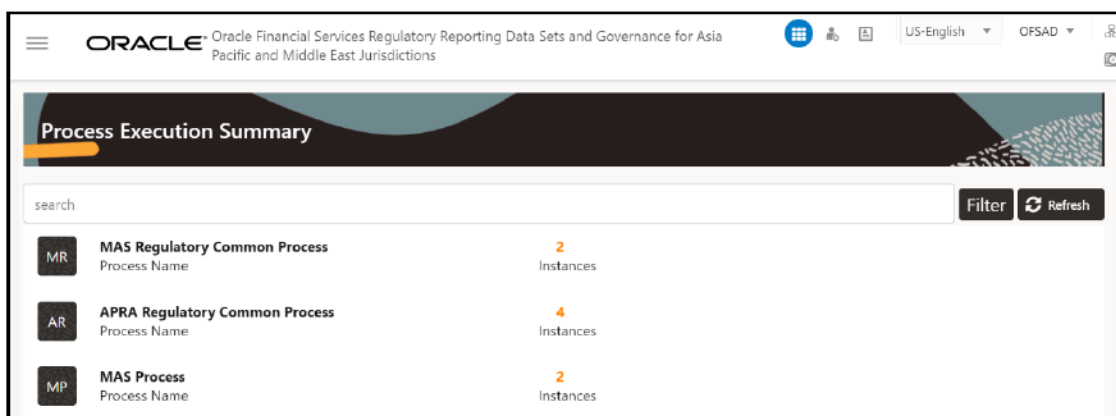 ORACLE Oracle Financial Services Regulatory Reporting Data Sets and Governance for Asia
Pacific and Middle East Jurisdictions
US-English
OFSAD
Process Execution Summary
search
Filter
Refresh
MR
MAS Regulatory Common Process
Process Name
2
Instances
AR
APRA Regulatory Common Process
Process Name
4
Instances
MP
MAS Process
Process Name
2
Instances